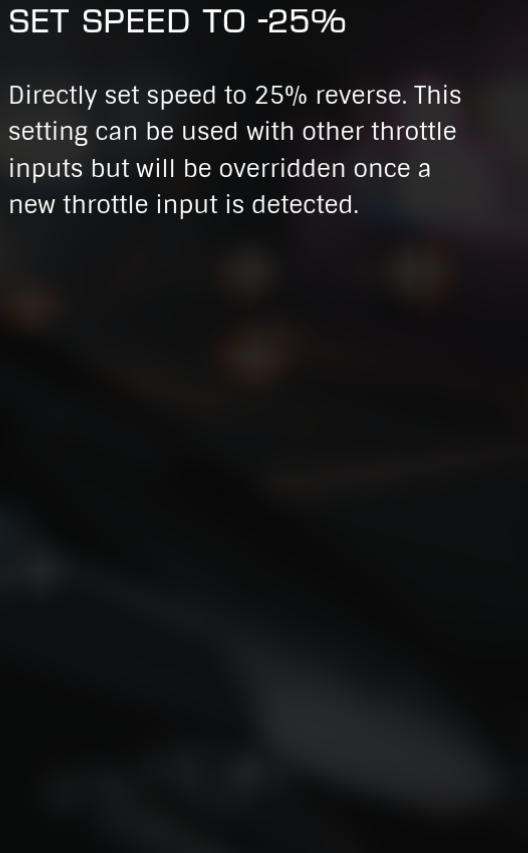 SET SPEED TO -25%
Directly set speed to 25% reverse. This
setting can be used with other throttle
inputs but will be overridden once a
new throttle input is detected.